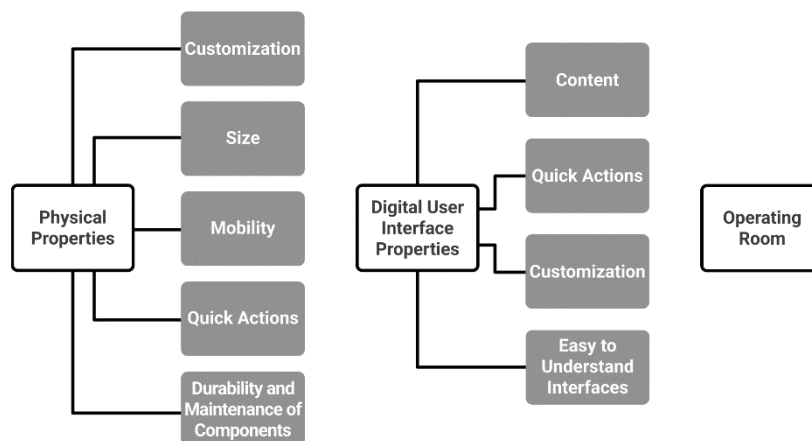 Physical
Properties
Customization
Size
Mobility
Quick Actions
Durability and
Maintenance of
Components
Digital User
Interface
Properties
Content
Quick Actions
Customization
Easy to
Understand
Interfaces
Operating
Room